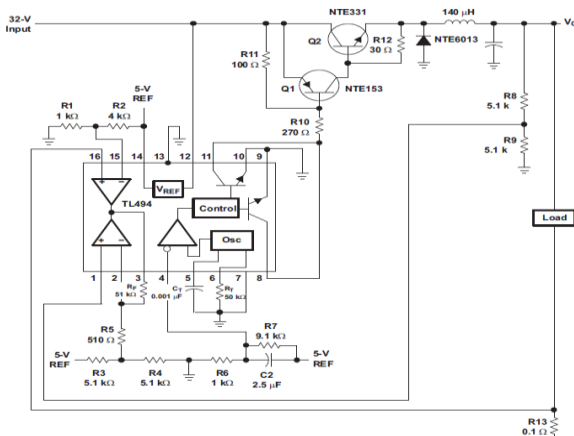 32-V
Input
NTE331
140 µH
VO
Q2
R12
30 Ω
NTE6013
R11
100 Ω
Q1
NTE153
R8
5.1 k
R10
270 Ω
5-V
REF
R1
1 kΩ
R2
4 kΩ
R9
5.1 k
16 15 14 13 12 11 10 9
VREF
Control
TL494
Osc
Load
1 2 3 4 5 6 7 8
RF
51 kΩ
CT
0.001 µF
RT
50 kΩ
R5
510 Ω
R7
9.1 kΩ
5-V
REF
R3
5.1 kΩ
R4
5.1 kΩ
R6
1 kΩ
C2
2.5 µF
5-V
REF
R13
0.1 Ω